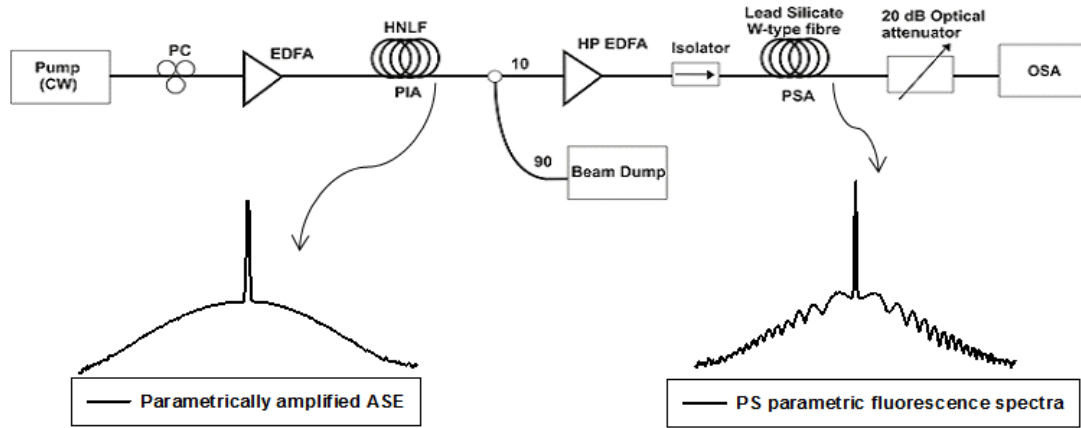 Pump
(CW)
PC
EDFA
HNLF
PIA
10
90
Beam Dump
HP EDFA
Isolator
Lead Silicate
W-type fibre
PSA
20 dB Optical
attenuator
OSA
Parametrically amplified ASE
PS parametric fluorescence spectra